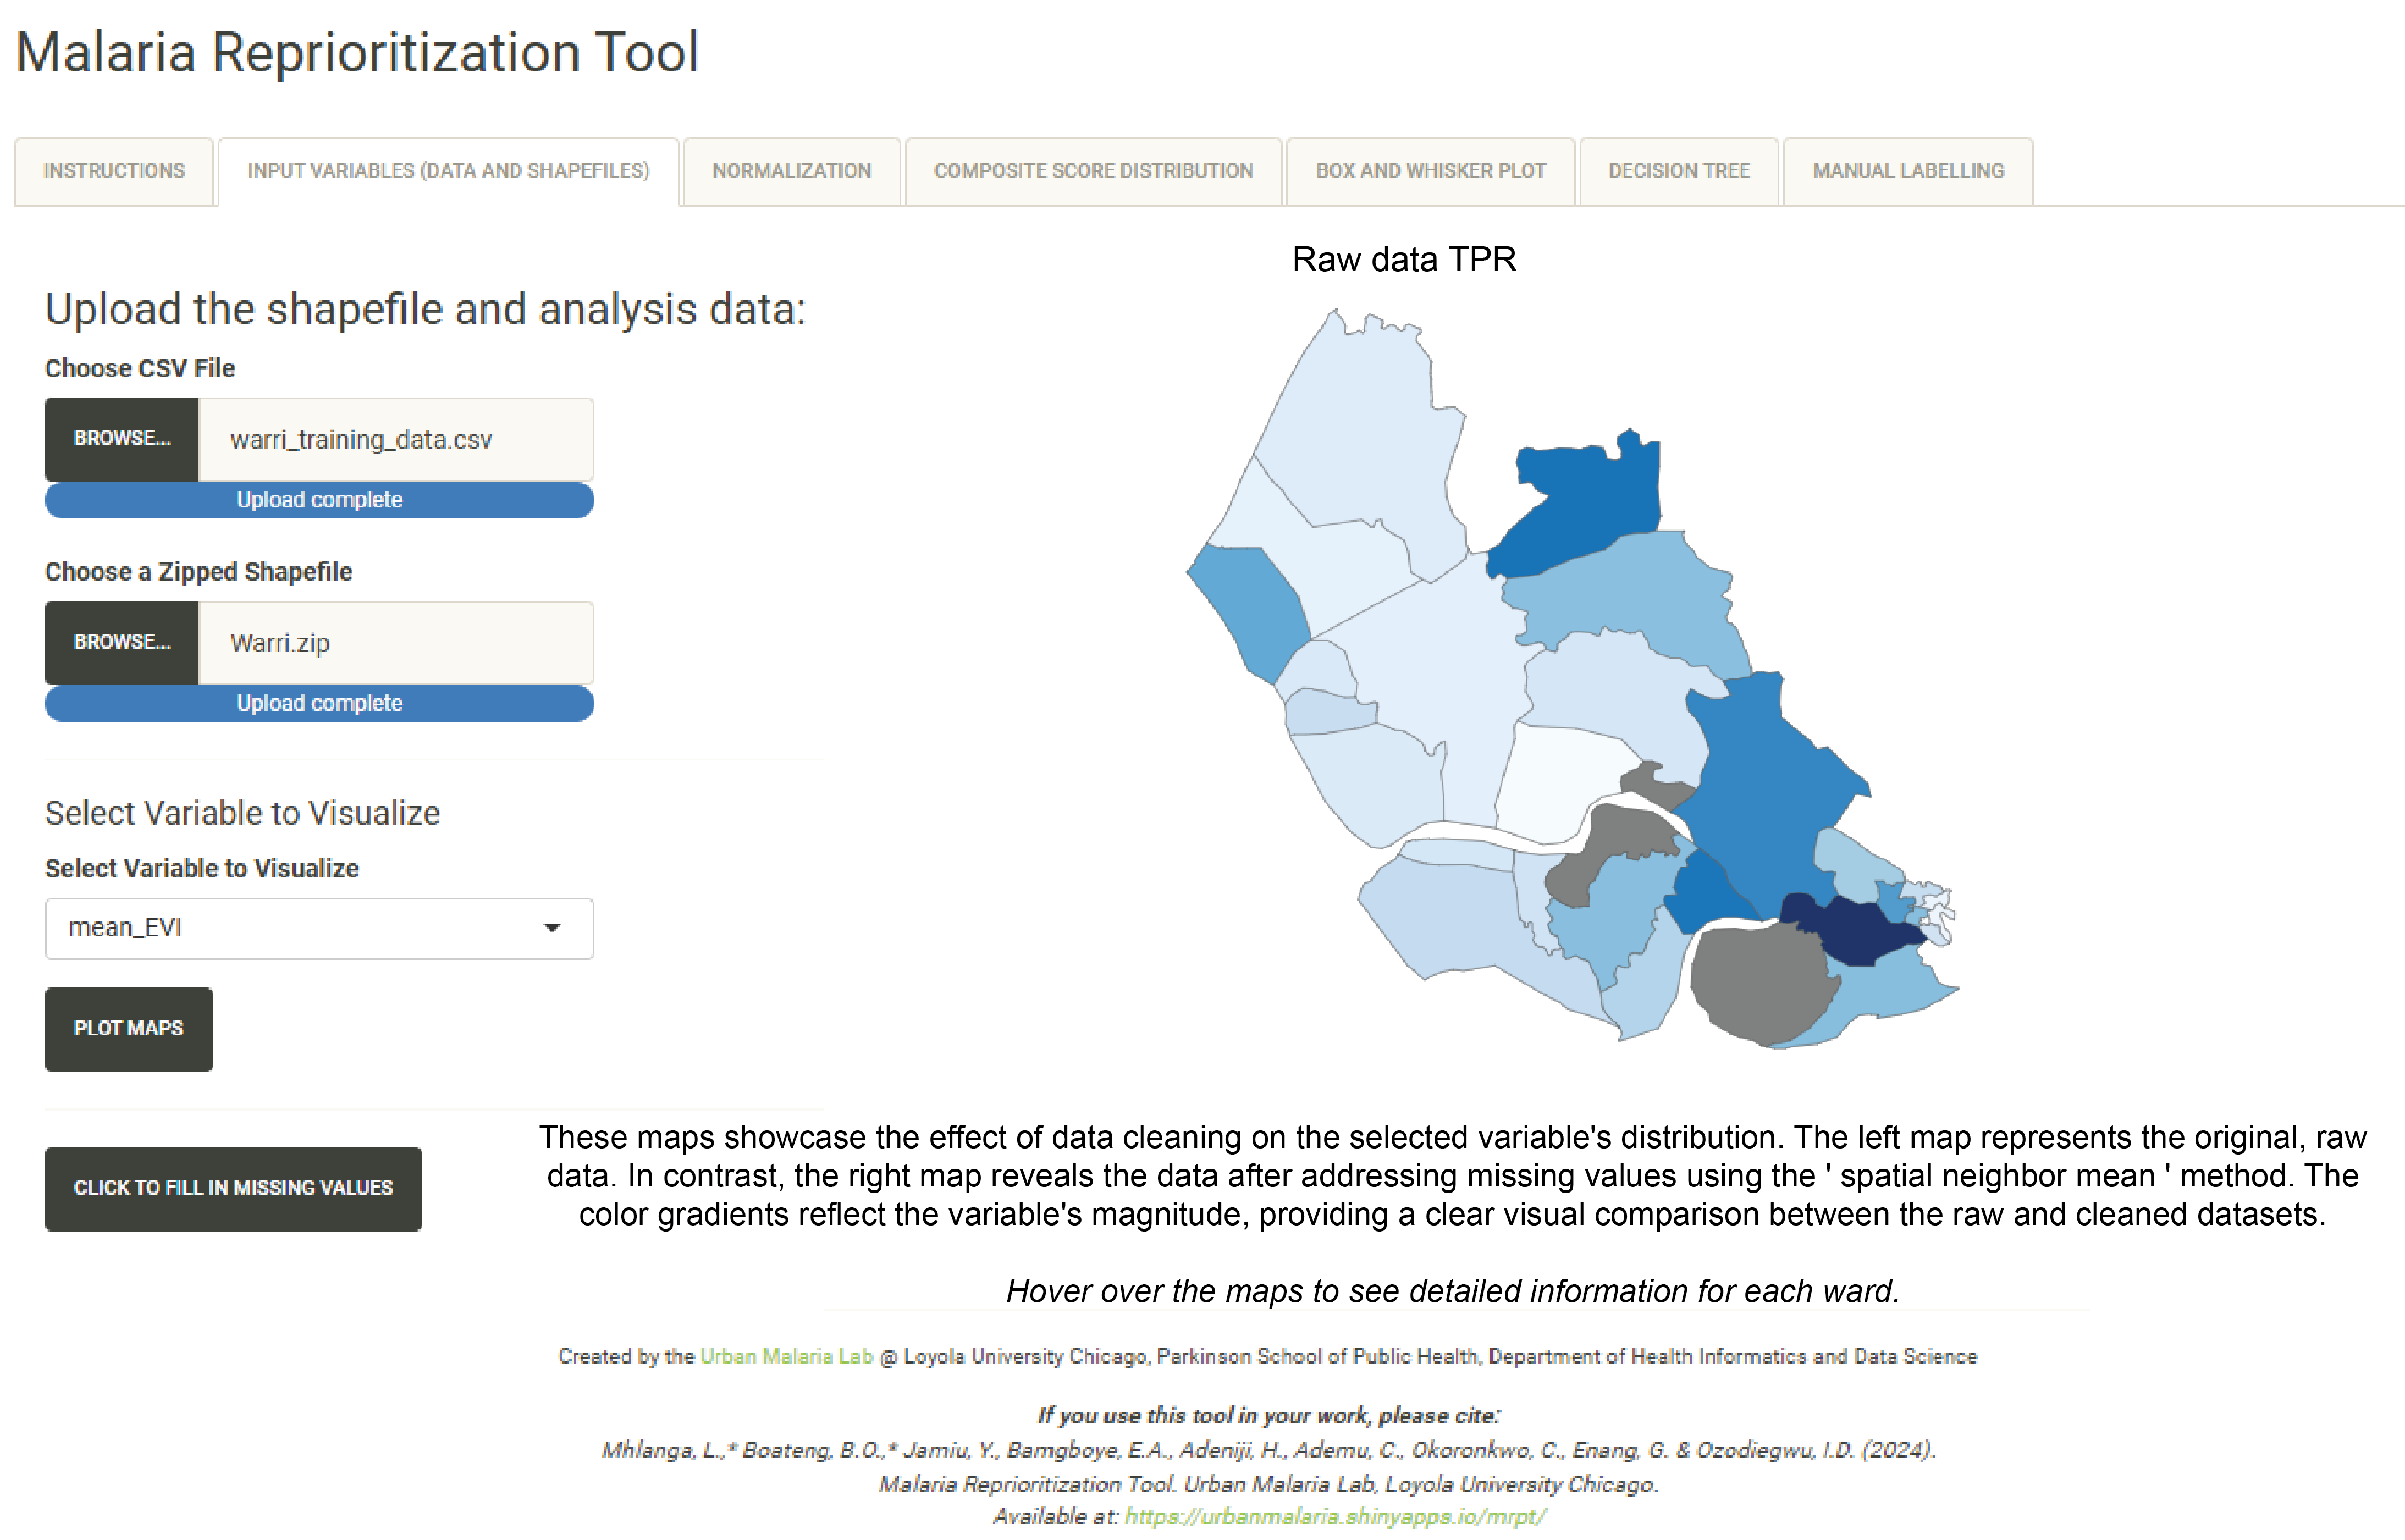 Malaria Reprioritization Tool
INSTRUCTIONS
INPUT VARIABLES (DATA AND SHAPEFILES)
NORMALIZATION
COMPOSITE SCORE DISTRIBUTION
BOX AND WHISKER PLOT
DECISION TREE
MANUAL LABELLING
Upload the shapefile and analysis data:
Choose CSV File
BROWSE...
warri_training_data.csv
Upload complete
Choose a Zipped Shapefile
BROWSE...
Warri.zip
Upload complete
Select Variable to Visualize
Select Variable to Visualize
mean_EVI
PLOT MAPS
CLICK TO FILL IN MISSING VALUES
Raw data TPR
These maps showcase the effect of data cleaning on the selected variable's distribution. The left map represents the original, raw
data. In contrast, the right map reveals the data after addressing missing values using the ' spatial neighbor mean ' method. The
color gradients reflect the variable's magnitude, providing a clear visual comparison between the raw and cleaned datasets.
Hover over the maps to see detailed information for each ward.
Created by the Urban Malaria Lab @ Loyola University Chicago, Parkinson School of Public Health, Department of Health Informatics and Data Science
If you use this tool in your work, please cite:
Mhlanga, L.,* Boateng, B.O.,* Jamiu, Y., Bamgboye, E.A., Adeniji, H., Ademu, C., Okoronkwo, C., Enang, G. & Ozodiegwu, I.D. (2024).
Malaria Reprioritization Tool. Urban Malaria Lab, Loyola University Chicago.
Available at: https://urbanmalaria.shinyapps.io/mrpt/